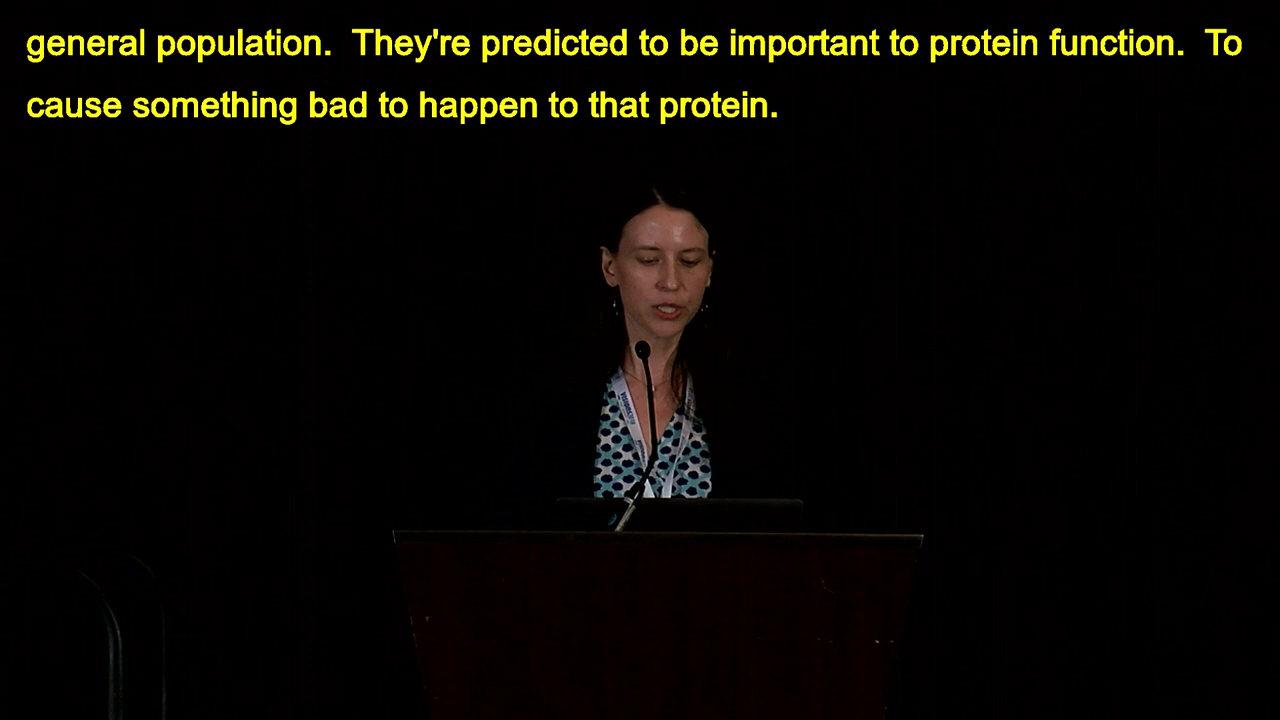 general population.  They're predicted to be important to protein function.  To
cause something bad to happen to that protein.